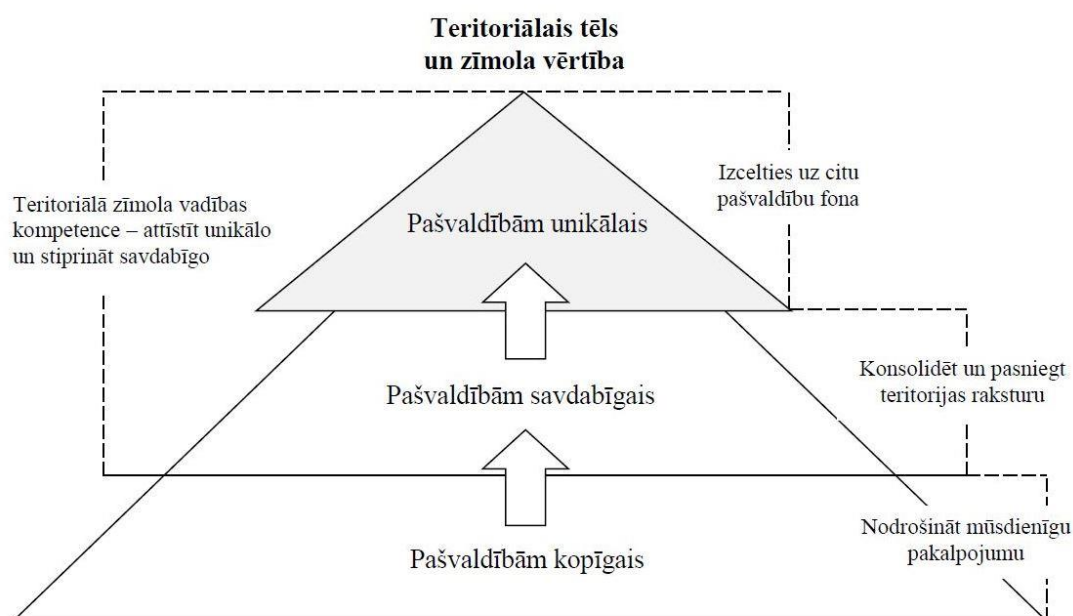 Teritoriālais tēls
un zīmola vērtība
Teritoriālā zīmola vadības
kompetence – attīstīt unikālo
un stiprināt savdabīgo
Izcelties uz citu
pašvaldību fona
Pašvaldībām unikālais
Konsolidēt un pasniegt
teritorijas raksturu
Pašvaldībām savdabīgais
Nodrošināt mūsdienīgu
pakalpojumu
Pašvaldībām kopīgais